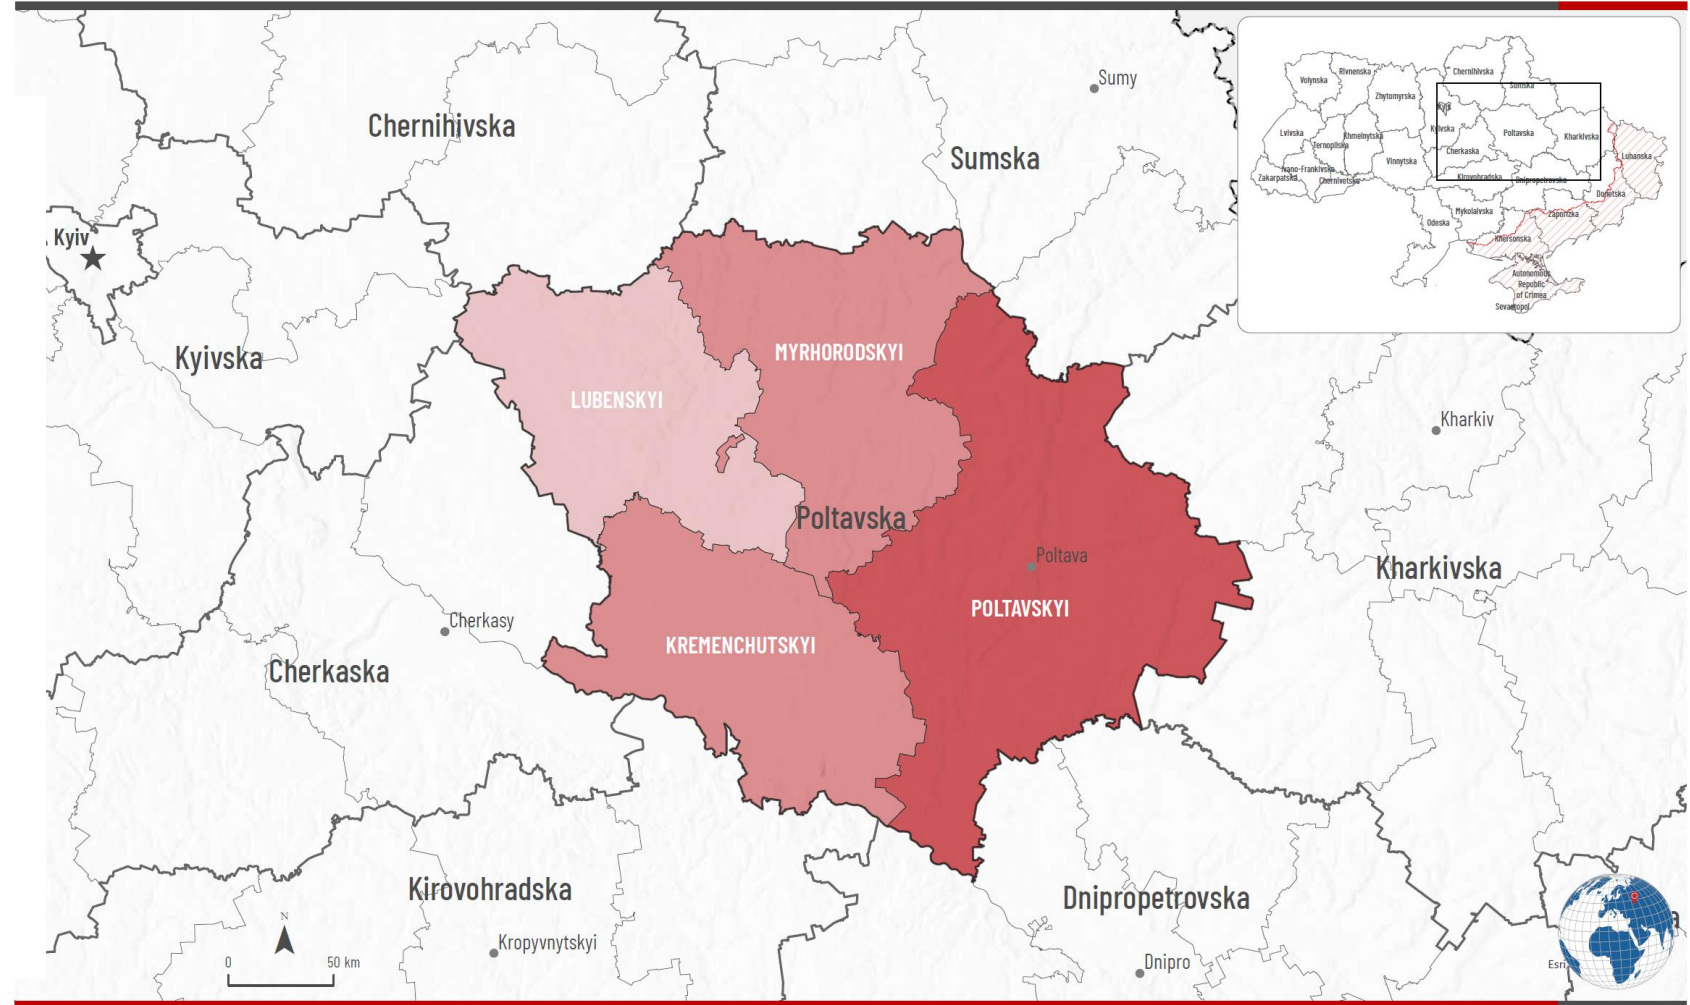 Sumy
Chernihivska
Sumska
Kyiv
Kyivska
MYRHORODSKYI
LUBENSKYI
Kharkiv
Poltavska
Poltava
Kharkivska
POLTAVSKYI
Cherkasy
KREMENCHUTSKYI
Cherkaska
Kirovohradska
Dnipropetrovska
Kropyvnytskyi
Dnipro
N
0 50 km
Esri
Volynska
Rivnenska
Zhytomyrska
Chernihivska
Sumska
Kyiv
Kyivska
Lvivska
Ternopilska
Khmelnytska
Vinnytska
Cherkaska
Poltavska
Kharkivska
Luhanska
Ivano-Frankivska
Zakarpatska
Chernivetska
Kirovohradska
Dnipropetrovska
Donetska
Odeska
Mykolaivska
Zaporizka
Khersonska
Autonomous
Republic
of Crimea
Sevastopol